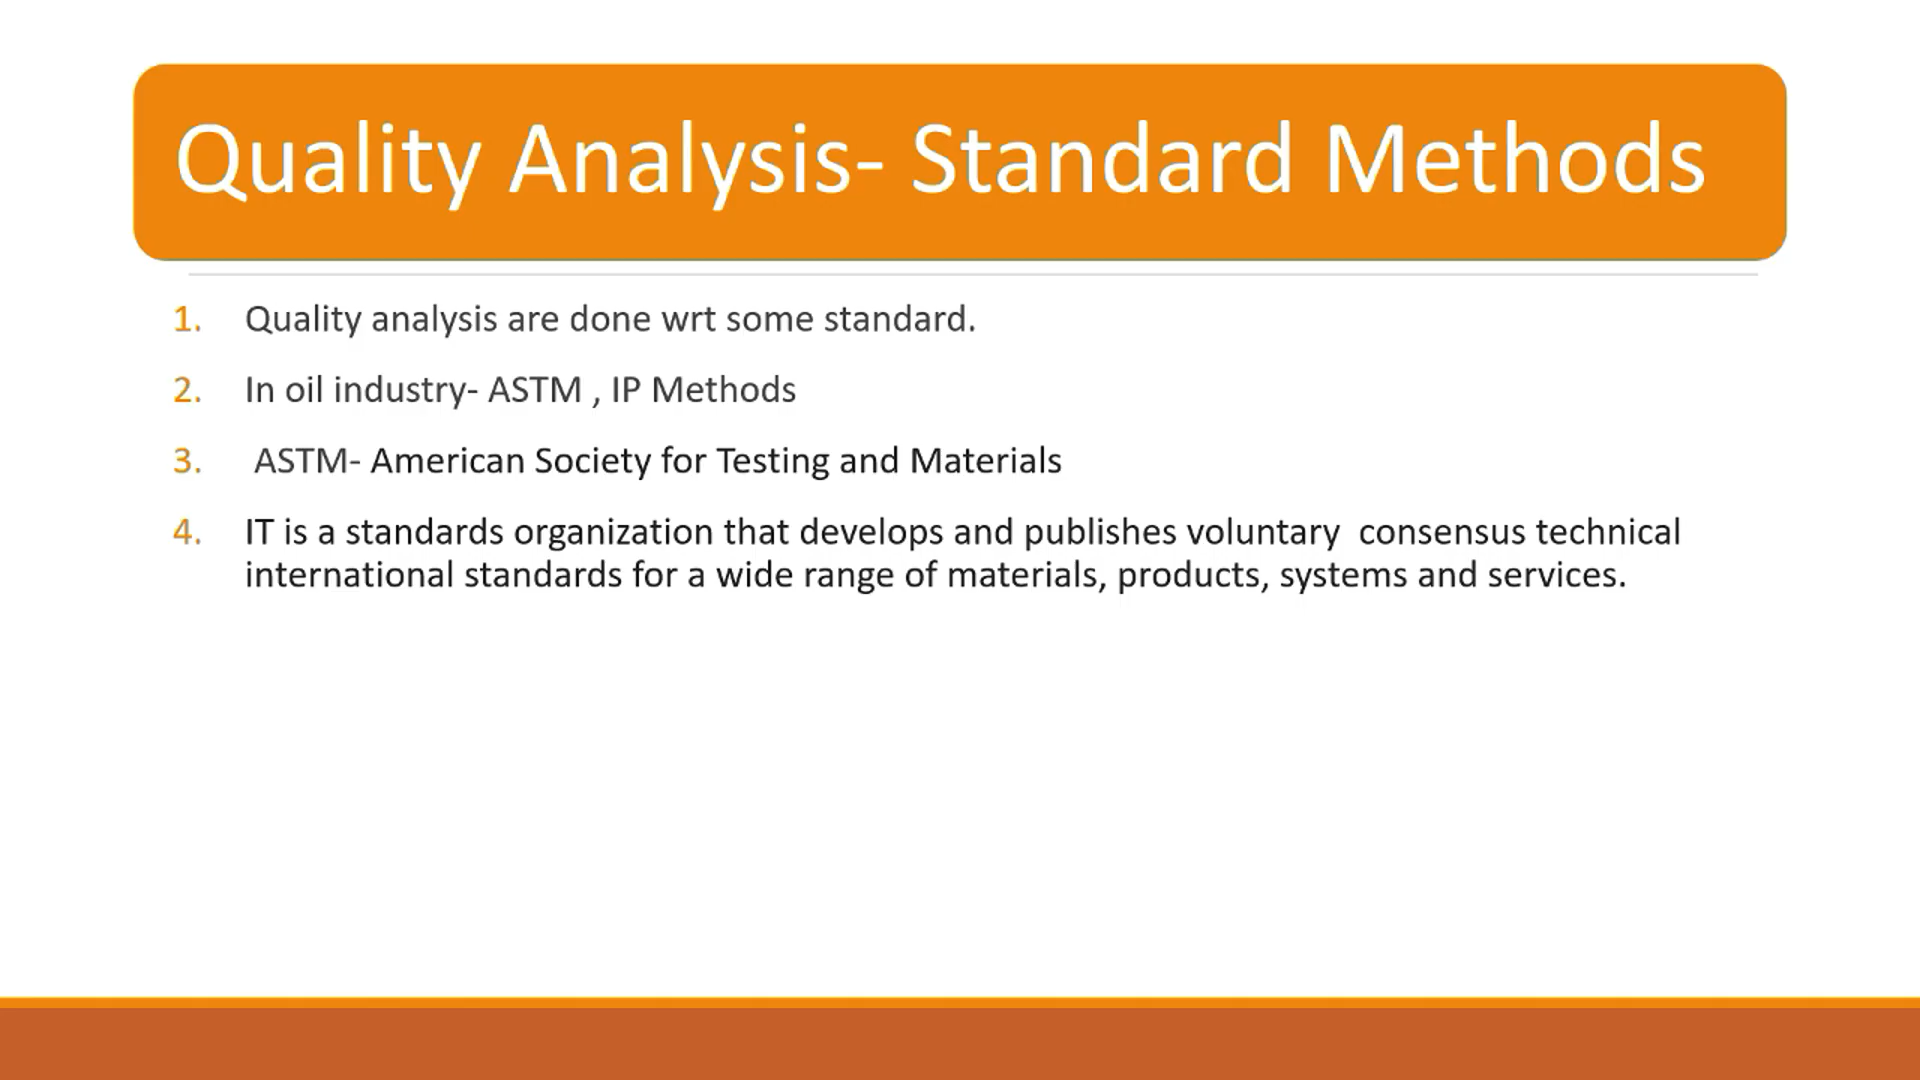 Quality Analysis- Standard Methods
1. Quality analysis are done wrt some standard.
2. In oil industry- ASTM , IP Methods
3. ASTM- American Society for Testing and Materials
4. IT is a standards organization that develops and publishes voluntary  consensus technical
international standards for a wide range of materials, products, systems and services.